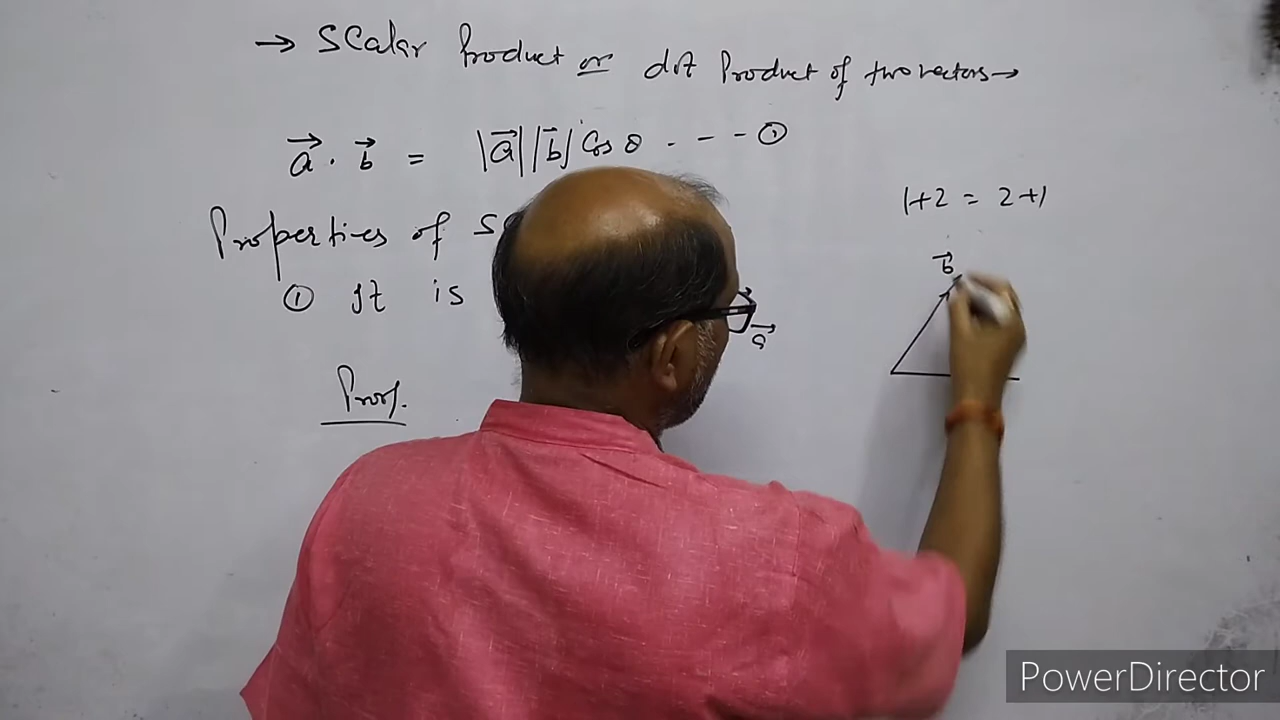 → Scalar Product or dot Product of two vectors →
a⃗ . b⃗ = |a⃗| |b⃗| Cos θ - - - - ①
1+2 = 2+1
Properties of
b⃗
① It is
a⃗
Proof.
PowerDirector